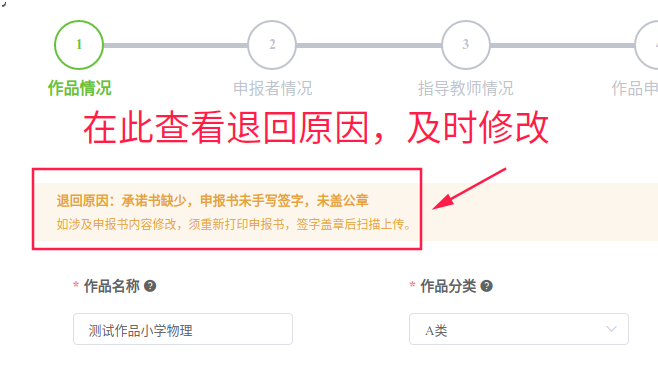 1
2
3
作品情况
申报者情况
指导教师情况
作品申
在此查看退回原因，及时修改
退回原因：承诺书缺少，申报书未手写签字，未盖公章
如涉及申报书内容修改，须重新打印申报书，签字盖章后扫描上传。
* 作品名称 ?
* 作品分类 ?
测试作品小学物理
A类